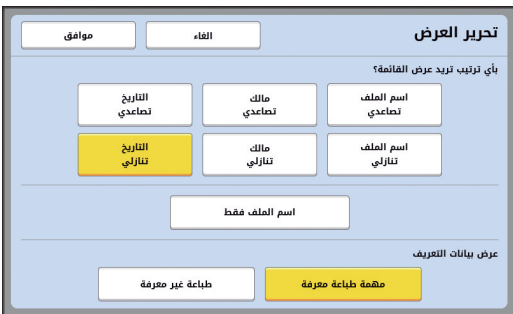 تحرير العرض
الغاء
موافق
بأي ترتيب تريد عرض القائمة؟
اسم الملف
تصاعدي
مالك
تصاعدي
التاريخ
تصاعدي
اسم الملف
تنازلي
مالك
تنازلي
التاريخ
تنازلي
اسم الملف فقط
عرض بيانات التعريف
مهمة طباعة معرفة
طباعة غير معرفة